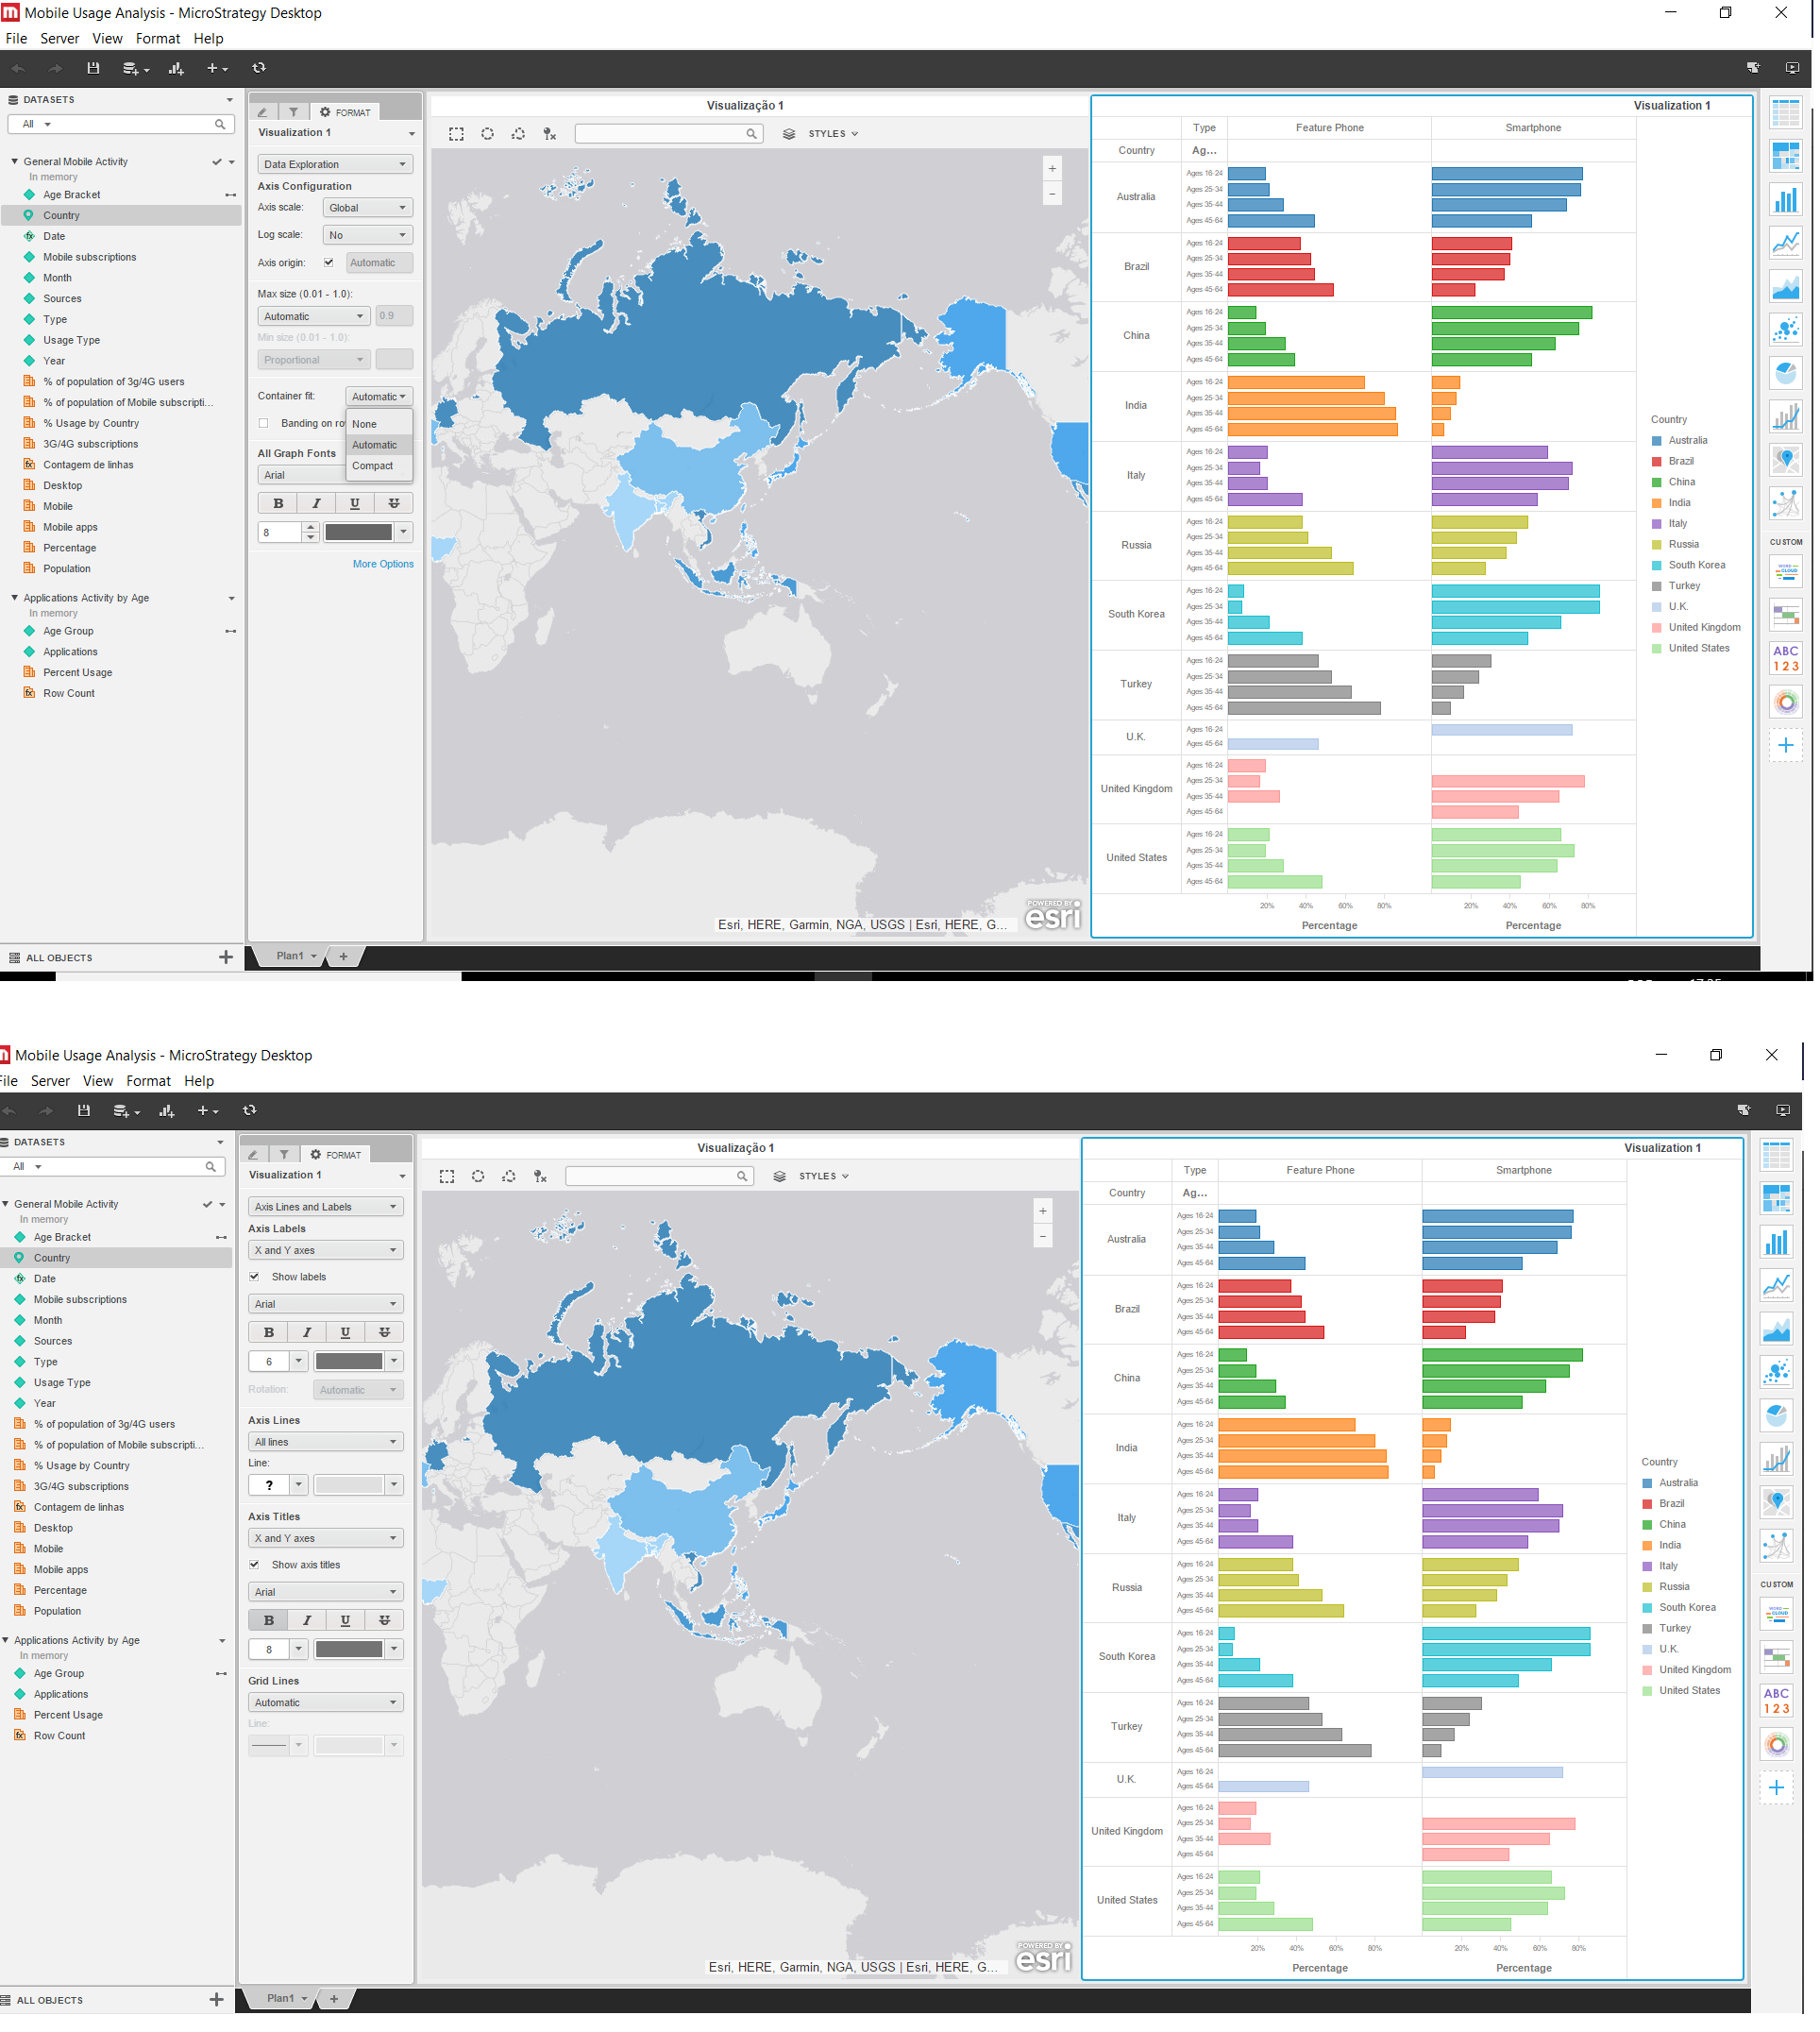 Mobile Usage Analysis - MicroStrategy Desktop
File Server View Format Help
DATASETS
All
General Mobile Activity
In memory
Age Bracket
Country
Date
Mobile subscriptions
Month
Sources
Type
Usage Type
Year
% of population of 3g/4G users
% of population of Mobile subscripti...
% Usage by Country
3G/4G subscriptions
Contagem de linhas
Desktop
Mobile
Mobile apps
Percentage
Population
Applications Activity by Age
In memory
Age Group
Applications
Percent Usage
Row Count
ALL OBJECTS
FORMAT
Visualization 1
Data Exploration
Axis Configuration
Axis scale: Global
Log scale: No
Axis origin: Automatic
Max size (0.01 - 1.0):
Automatic 0.9
Min size (0.01 - 1.0):
Proportional
Container fit: Automatic
None
Automatic
Compact
Banding on ro
All Graph Fonts
Arial
B I U
8
More Options
Visualização 1
STYLES
+
-
POWERED BY
esri
Esri, HERE, Garmin, NGA, USGS | Esri, HERE, G...
Plan1 +
Visualization 1
Type Feature Phone Smartphone
Country Ag...
Australia
Ages 16-24
Ages 25-34
Ages 35-44
Ages 45-64
Brazil
Ages 16-24
Ages 25-34
Ages 35-44
Ages 45-64
China
Ages 16-24
Ages 25-34
Ages 35-44
Ages 45-64
India
Ages 16-24
Ages 25-34
Ages 35-44
Ages 45-64
Italy
Ages 16-24
Ages 25-34
Ages 35-44
Ages 45-64
Russia
Ages 16-24
Ages 25-34
Ages 35-44
Ages 45-64
South Korea
Ages 16-24
Ages 25-34
Ages 35-44
Ages 45-64
Turkey
Ages 16-24
Ages 25-34
Ages 35-44
Ages 45-64
U.K.
Ages 16-24
Ages 45-64
United Kingdom
Ages 16-24
Ages 25-34
Ages 35-44
Ages 45-64
United States
Ages 16-24
Ages 25-34
Ages 35-44
Ages 45-64
20% 40% 60% 80% 20% 40% 60% 80%
Percentage Percentage
Country
Australia
Brazil
China
India
Italy
Russia
South Korea
Turkey
U.K.
United Kingdom
United States
CUSTOM
WORD
CLOUD
ABC
123
Mobile Usage Analysis - MicroStrategy Desktop
File Server View Format Help
DATASETS
All
General Mobile Activity
In memory
Age Bracket
Country
Date
Mobile subscriptions
Month
Sources
Type
Usage Type
Year
% of population of 3g/4G users
% of population of Mobile subscripti...
% Usage by Country
3G/4G subscriptions
Contagem de linhas
Desktop
Mobile
Mobile apps
Percentage
Population
Applications Activity by Age
In memory
Age Group
Applications
Percent Usage
Row Count
ALL OBJECTS
FORMAT
Visualization 1
Axis Lines and Labels
Axis Labels
X and Y axes
Show labels
Arial
B I U
6
Rotation: Automatic
Axis Lines
All lines
Line:
?
Axis Titles
X and Y axes
Show axis titles
Arial
B I U
8
Grid Lines
Automatic
Line:
Visualização 1
STYLES
+
-
POWERED BY
esri
Esri, HERE, Garmin, NGA, USGS | Esri, HERE, G...
Plan1 +
Visualization 1
Type Feature Phone Smartphone
Country Ag...
Australia
Ages 16-24
Ages 25-34
Ages 35-44
Ages 45-64
Brazil
Ages 16-24
Ages 25-34
Ages 35-44
Ages 45-64
China
Ages 16-24
Ages 25-34
Ages 35-44
Ages 45-64
India
Ages 16-24
Ages 25-34
Ages 35-44
Ages 45-64
Italy
Ages 16-24
Ages 25-34
Ages 35-44
Ages 45-64
Russia
Ages 16-24
Ages 25-34
Ages 35-44
Ages 45-64
South Korea
Ages 16-24
Ages 25-34
Ages 35-44
Ages 45-64
Turkey
Ages 16-24
Ages 25-34
Ages 35-44
Ages 45-64
U.K.
Ages 16-24
Ages 45-64
United Kingdom
Ages 16-24
Ages 25-34
Ages 35-44
Ages 45-64
United States
Ages 16-24
Ages 25-34
Ages 35-44
Ages 45-64
20% 40% 60% 80% 20% 40% 60% 80%
Percentage Percentage
Country
Australia
Brazil
China
India
Italy
Russia
South Korea
Turkey
U.K.
United Kingdom
United States
CUSTOM
WORD
CLOUD
ABC
123